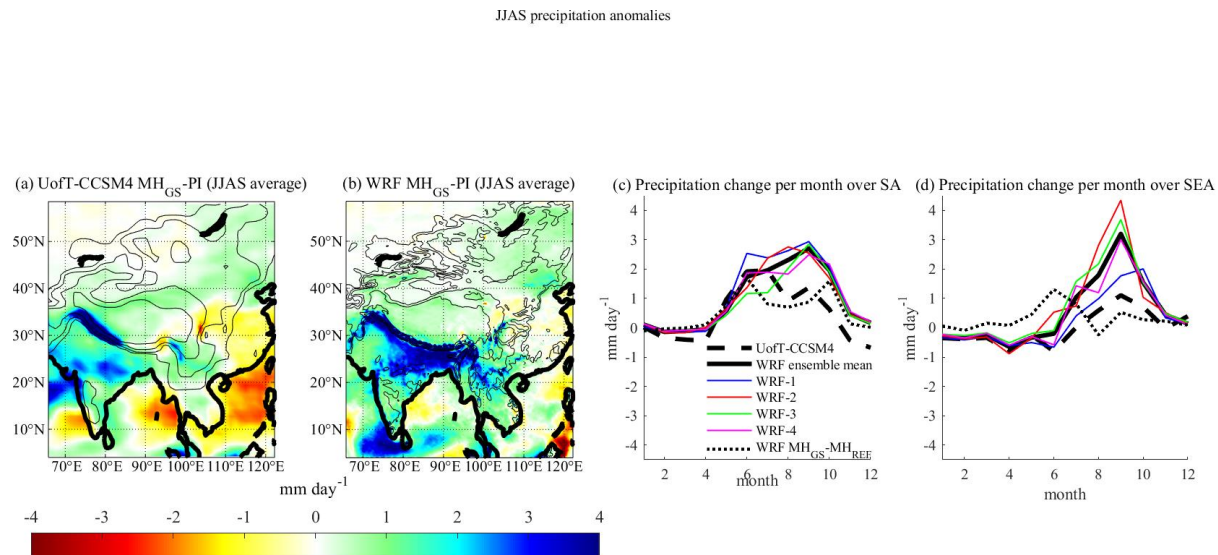 JJAS precipitation anomalies
(a) UofT-CCSM4 MH_GS-PI (JJAS average)
(b) WRF MH_GS-PI (JJAS average)
(c) Precipitation change per month over SA
(d) Precipitation change per month over SEA
50°N
40°N
30°N
20°N
10°N
70°E 80°E 90°E 100°E 110°E 120°E
50°N
40°N
30°N
20°N
10°N
70°E 80°E 90°E 100°E 110°E 120°E
mm day⁻¹
-4 -3 -2 -1 0 1 2 3 4
mm day⁻¹
4
3
2
1
0
-1
-2
-3
-4
UofT-CCSM4
WRF ensemble mean
WRF-1
WRF-2
WRF-3
WRF-4
WRF MH_GS-MH_REF
2 4 6 8 10 12
month
mm day⁻¹
4
3
2
1
0
-1
-2
-3
-4
2 4 6 8 10 12
month